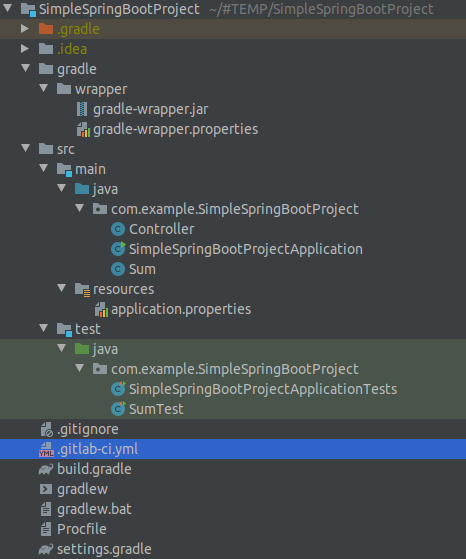 SimpleSpringBootProject ~/#TEMP/SimpleSpringBootProject
.gradle
.idea
gradle
wrapper
gradle-wrapper.jar
gradle-wrapper.properties
src
main
java
com.example.SimpleSpringBootProject
Controller
SimpleSpringBootProjectApplication
Sum
resources
application.properties
test
java
com.example.SimpleSpringBootProject
SimpleSpringBootProjectApplicationTests
SumTest
.gitignore
.gitlab-ci.yml
build.gradle
gradlew
gradlew.bat
Procfile
settings.gradle